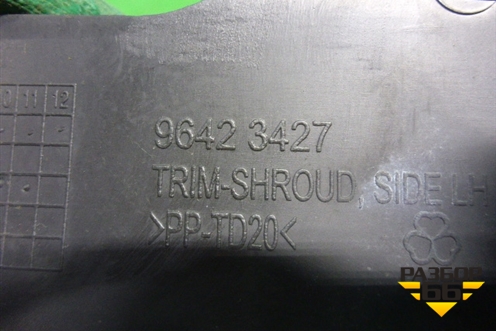 10 11 12
9642 3427
TRIM-SHROUD, SIDE LH
>PP-TD20<
РАЗБОР
66